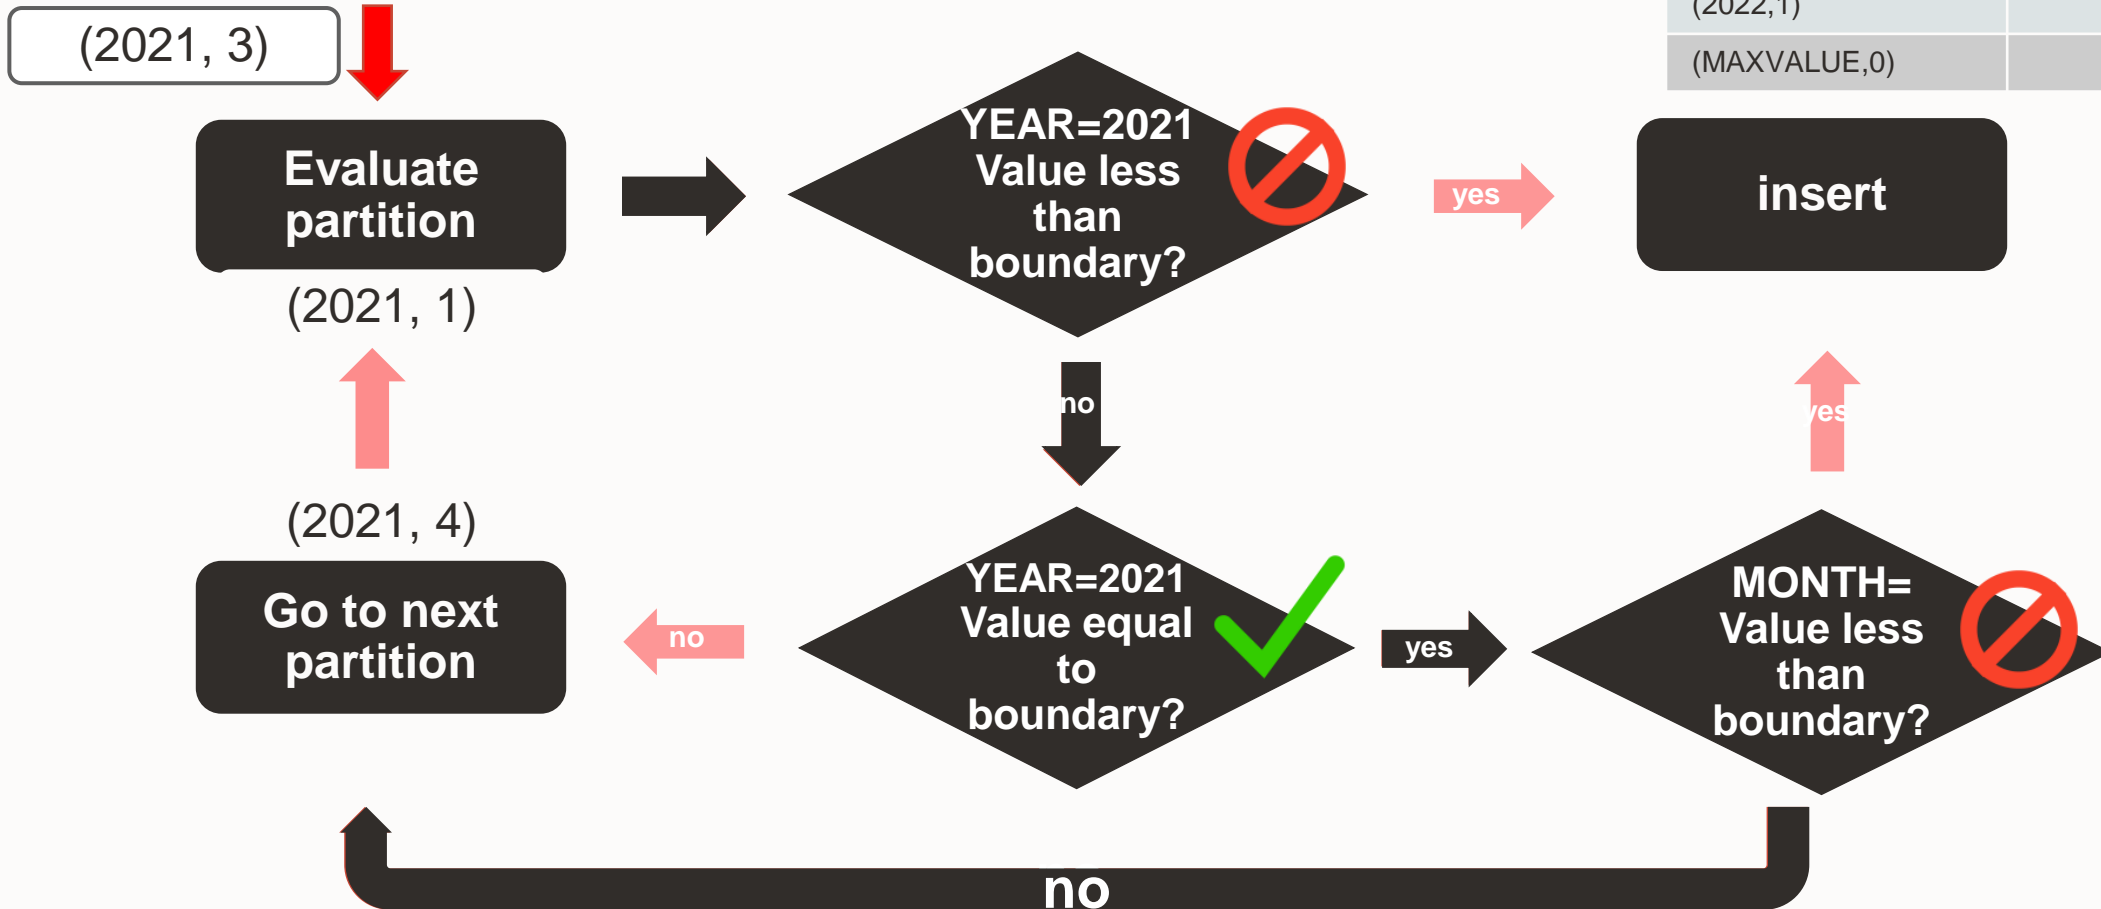 (2021, 3)
(2022,1)
(MAXVALUE,0)
Evaluate
partition
(2021, 1)
YEAR=2021
Value less
than
boundary?
yes
insert
no
yes
(2021, 4)
Go to next
partition
no
YEAR=2021
Value equal
to
boundary?
yes
MONTH=
Value less
than
boundary?
no